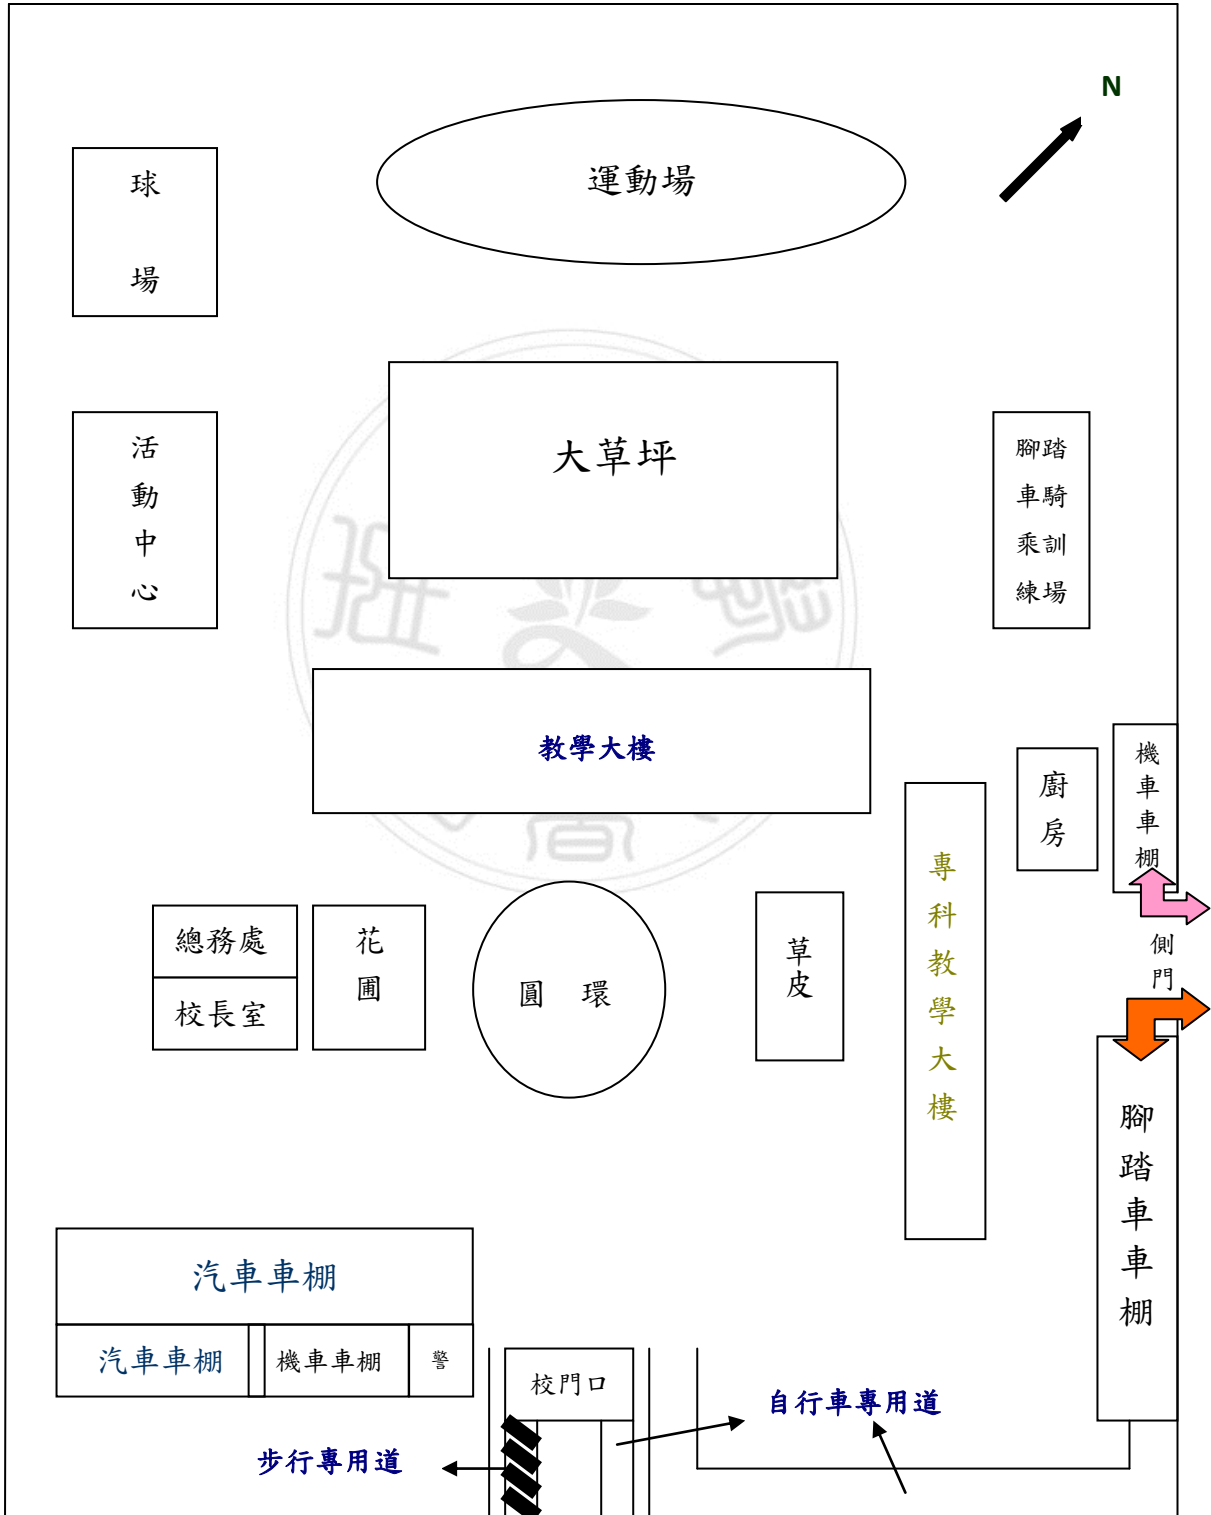 N
球
場
運動場
活
動
中
心
大草坪
腳踏
車騎
乘訓
練場
教學大樓
機
車
車
棚
廚
房
專
科
教
學
大
樓
總務處
校長室
花
圃
圓 環
草
皮
側
門
腳
踏
車
車
棚
汽車車棚
汽車車棚
機車車棚
警
校門口
自行車專用道
步行專用道